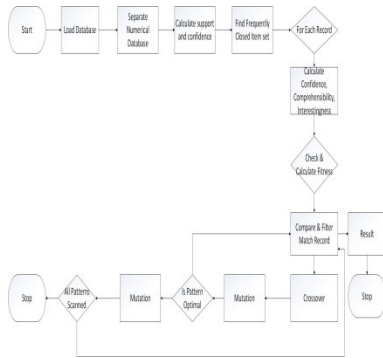 Start
Load Database
Separate
Numerical
Database
Calculate support
and confidence
Find Frequently
Closed Item set
For Each Record
Calculate
Confidence,
Comprehensibility,
Interestingness
Check &
Calculate Fitness
Compare & Filter
Match Record
Result
Stop
All Patterns
Scanned
Mutation
Is Pattern
Optimal
Mutation
Crossover
Stop